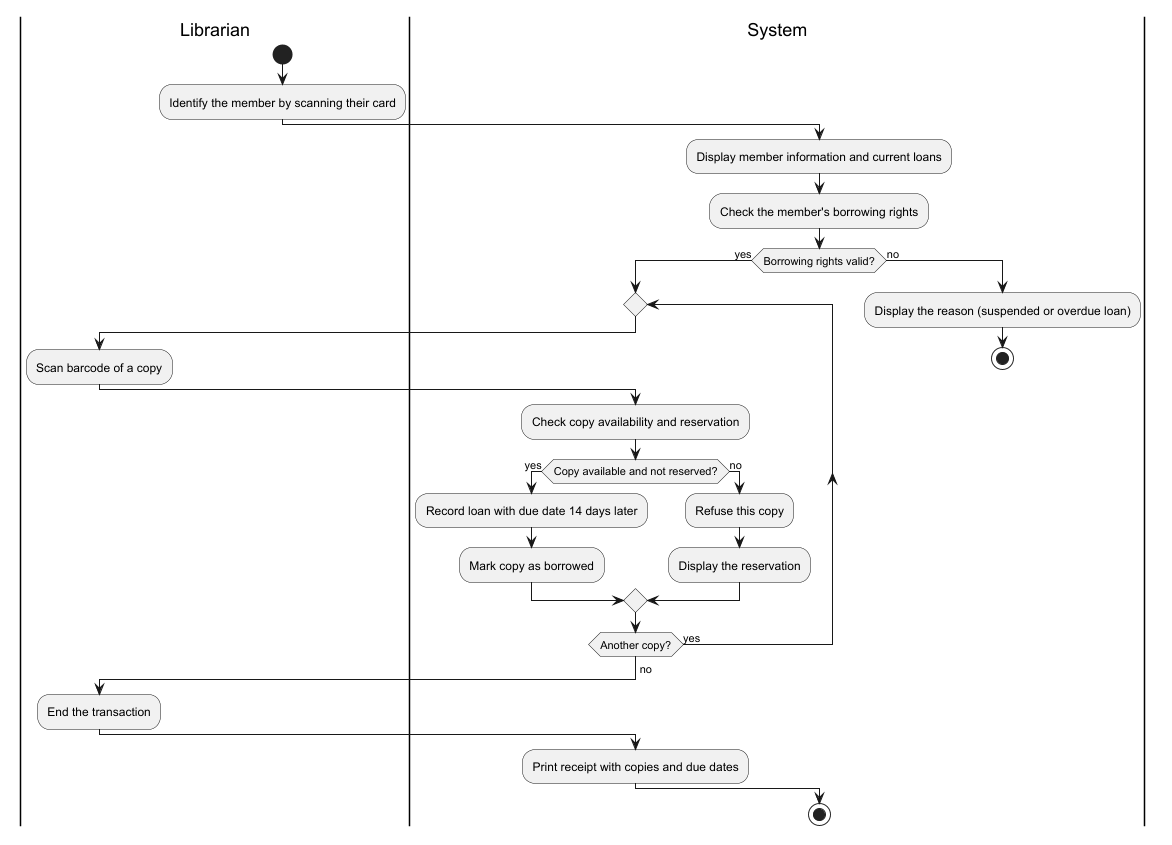 Librarian
System
Identify the member by scanning their card
Display member information and current loans
Check the member's borrowing rights
yes
Borrowing rights valid?
no
Display the reason (suspended or overdue loan)
Scan barcode of a copy
Check copy availability and reservation
yes
Copy available and not reserved?
no
Record loan with due date 14 days later
Refuse this copy
Mark copy as borrowed
Display the reservation
Another copy?
yes
no
End the transaction
Print receipt with copies and due dates